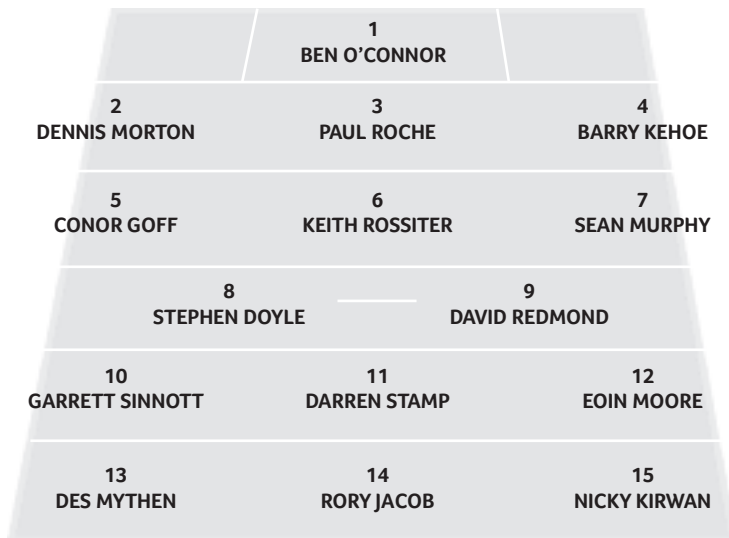 1
BEN O’CONNOR
2 3 4
DENNIS MORTON PAUL ROCHE BARRY KEHOE
5 6 7
CONOR GOFF KEITH ROSSITER SEAN MURPHY
8 9
STEPHEN DOYLE DAVID REDMOND
10 11 12
GARRETT SINNOTT DARREN STAMP EOIN MOORE
13 14 15
DES MYTHEN RORY JACOB NICKY KIRWAN